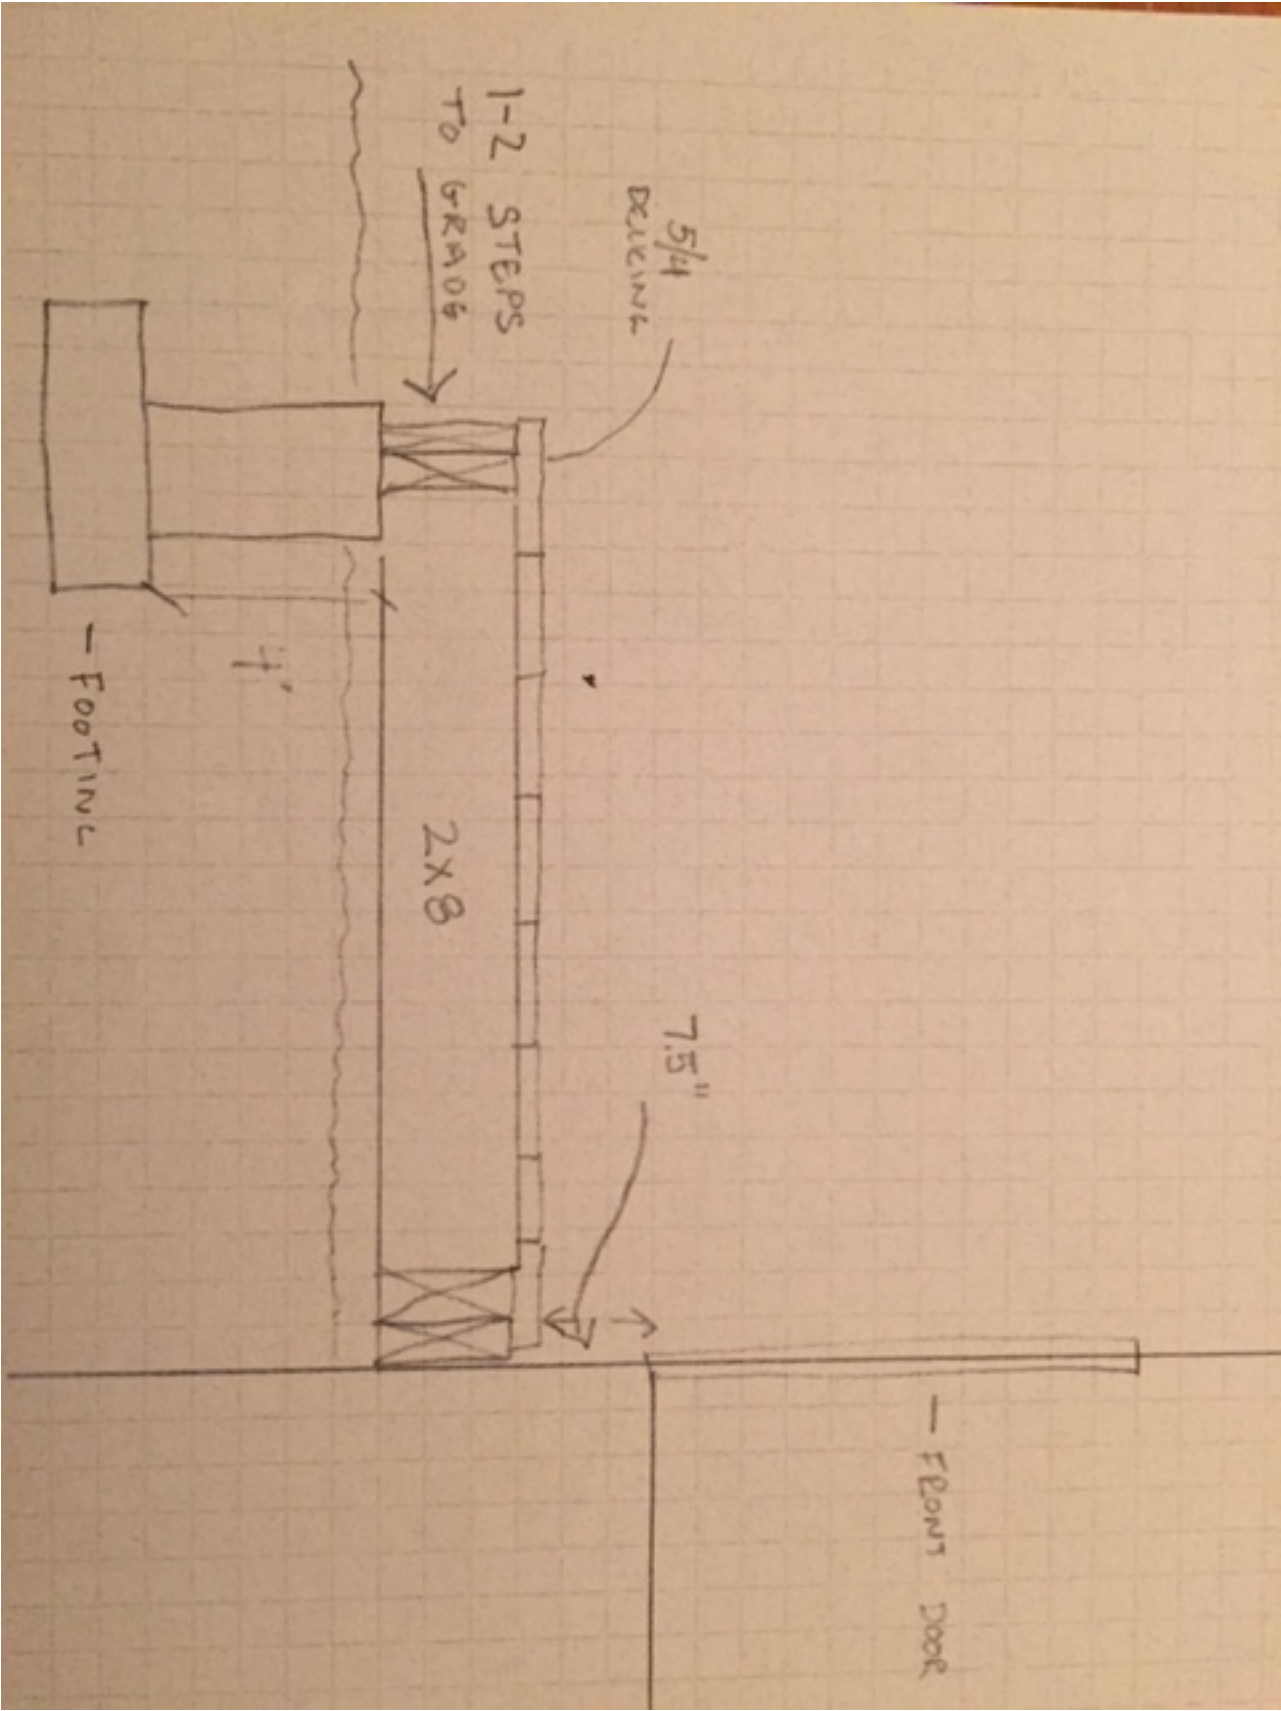 5/4
DECKING
1-2 STEPS
TO GRADE
7.5"
- FRONT DOOR
2X8
4'
- FOOTING